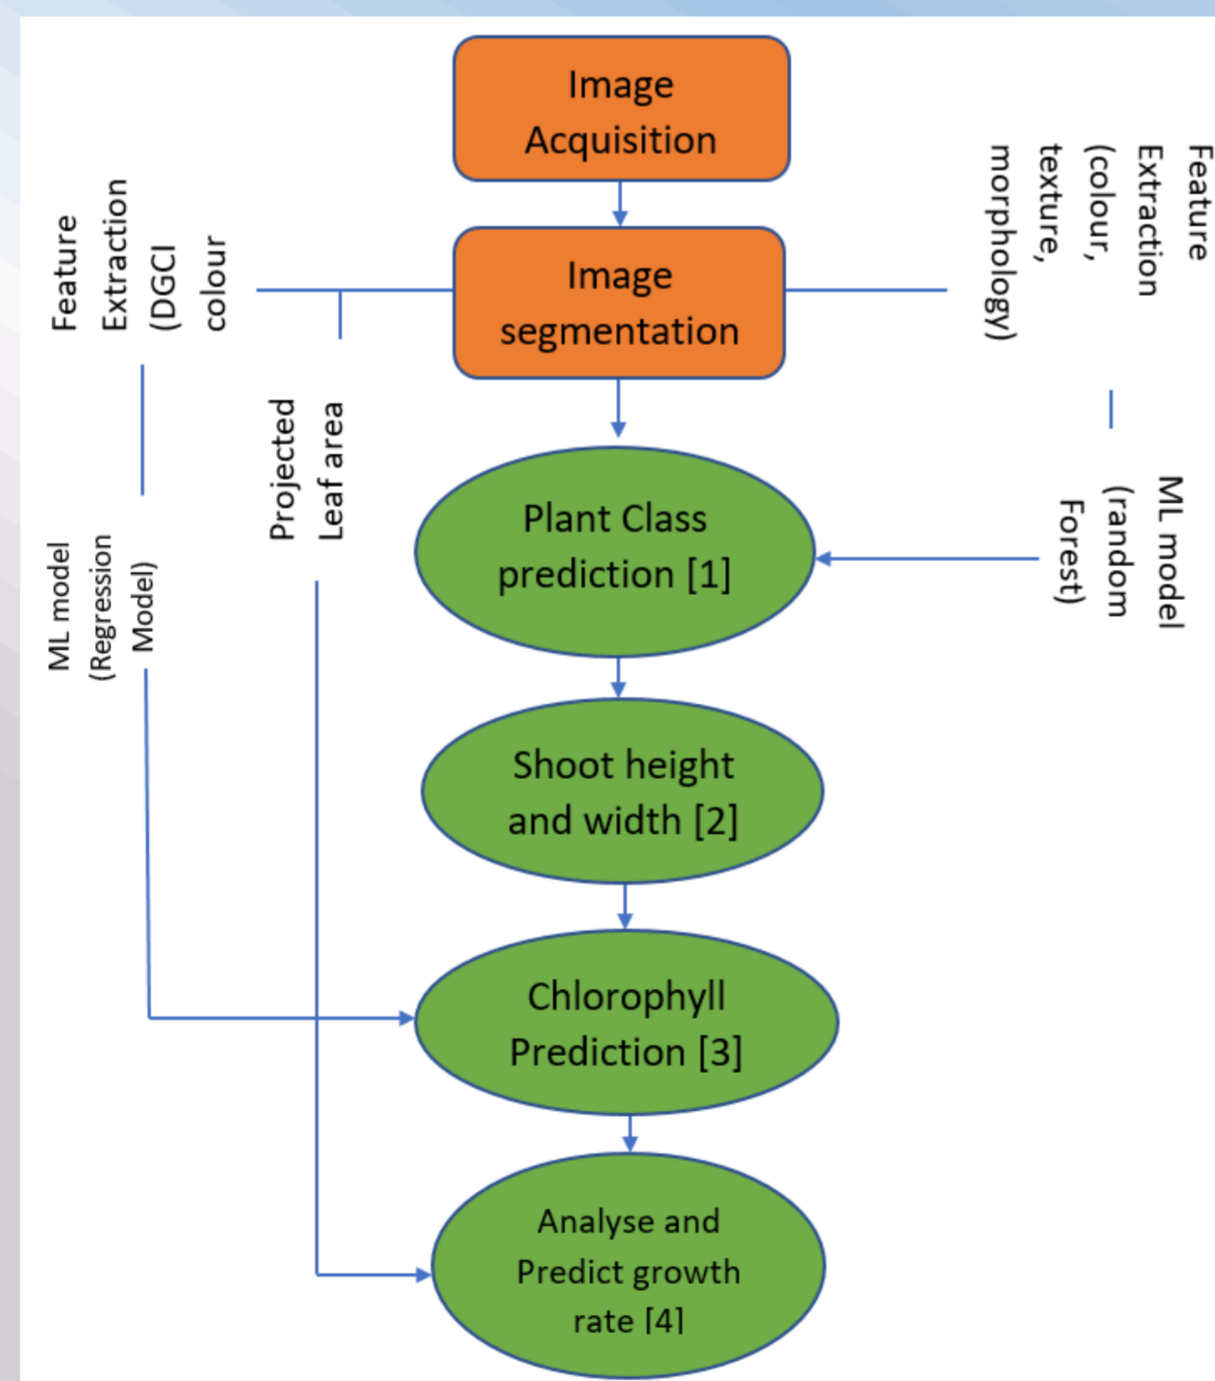 Image
Acquisition
Image
segmentation
Feature
Extraction
(DGCI
colour
Feature
Extraction
(colour,
texture,
morphology)
Projected
Leaf area
ML model
(Regression
Model)
ML model
(random
Forest)
Plant Class
prediction [1]
Shoot height
and width [2]
Chlorophyll
Prediction [3]
Analyse and
Predict growth
rate [4]